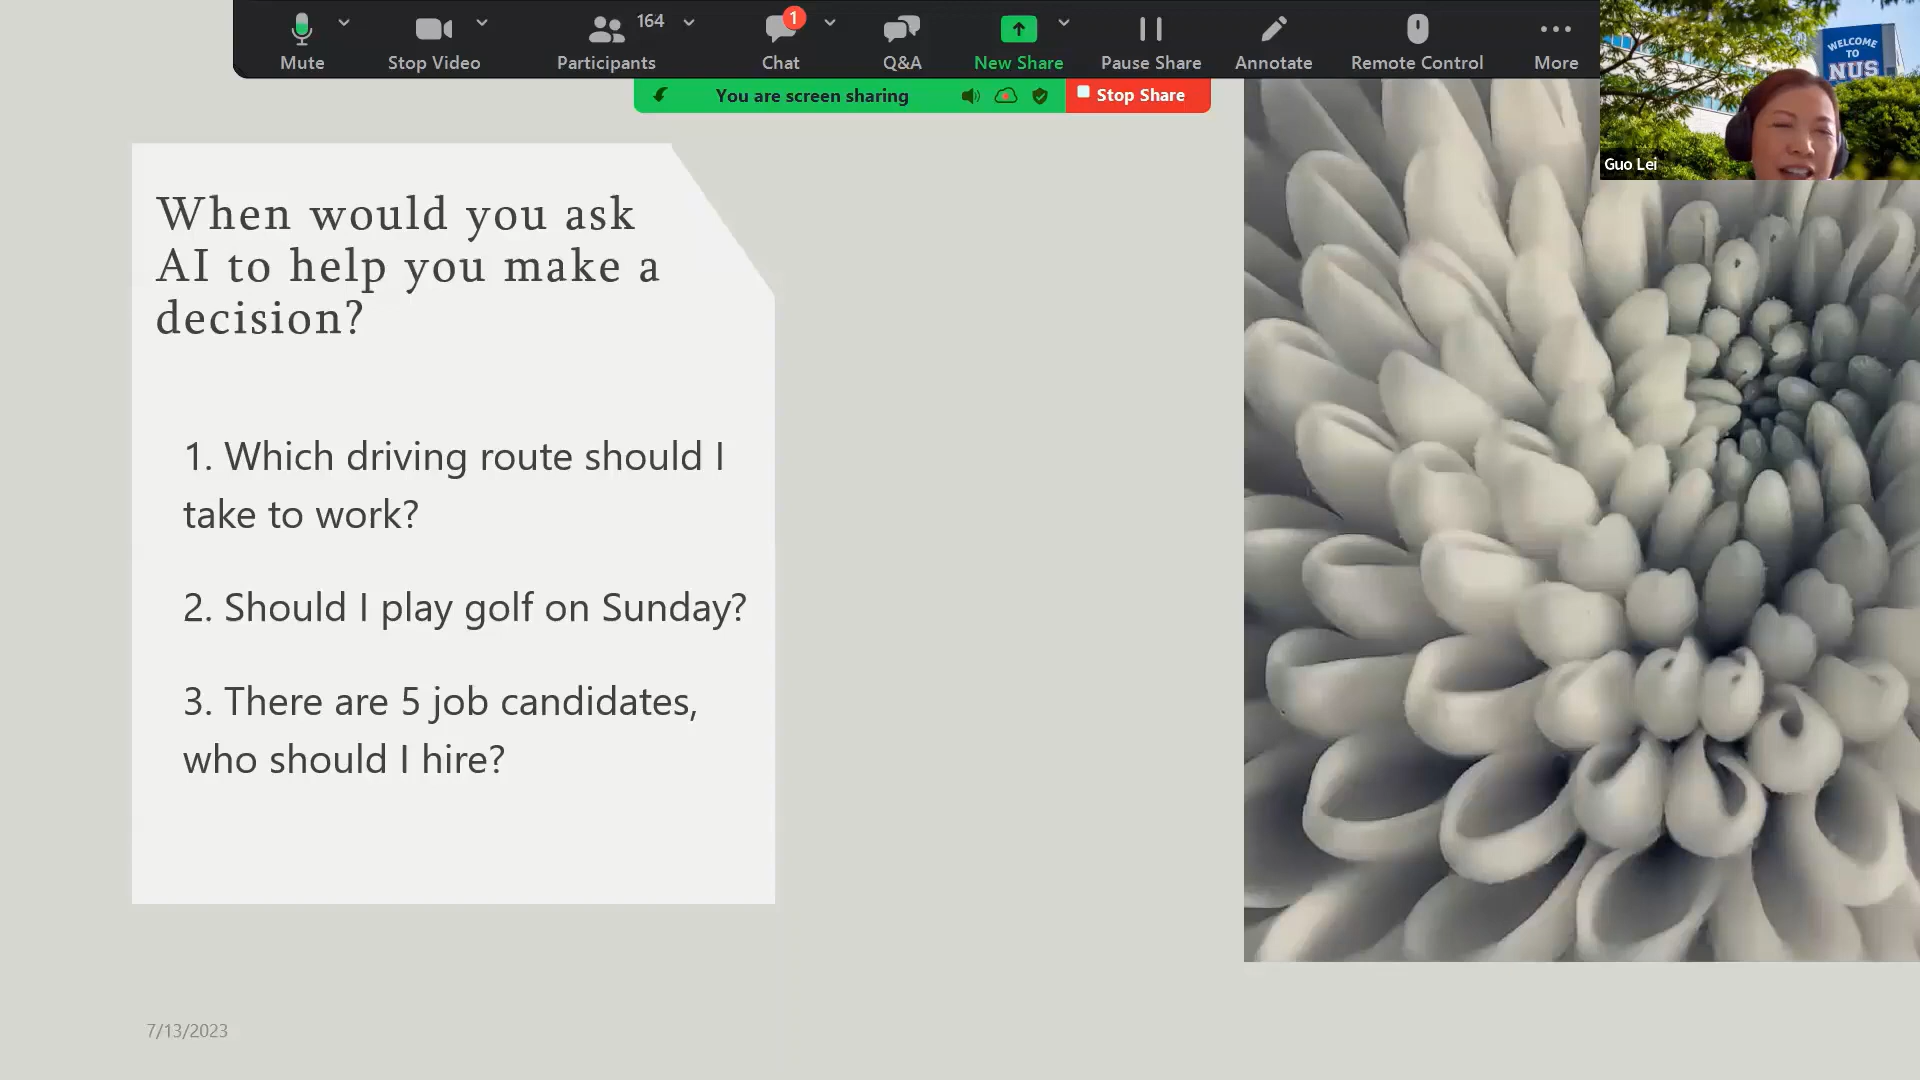 Mute
Stop Video
164
Participants
1
Chat
Q&A
New Share
Pause Share
Annotate
Remote Control
More
You are screen sharing
Stop Share
WELCOME
TO
NUS
Guo Lei
When would you ask
AI to help you make a
decision?
1. Which driving route should I
take to work?
2. Should I play golf on Sunday?
3. There are 5 job candidates,
who should I hire?
7/13/2023